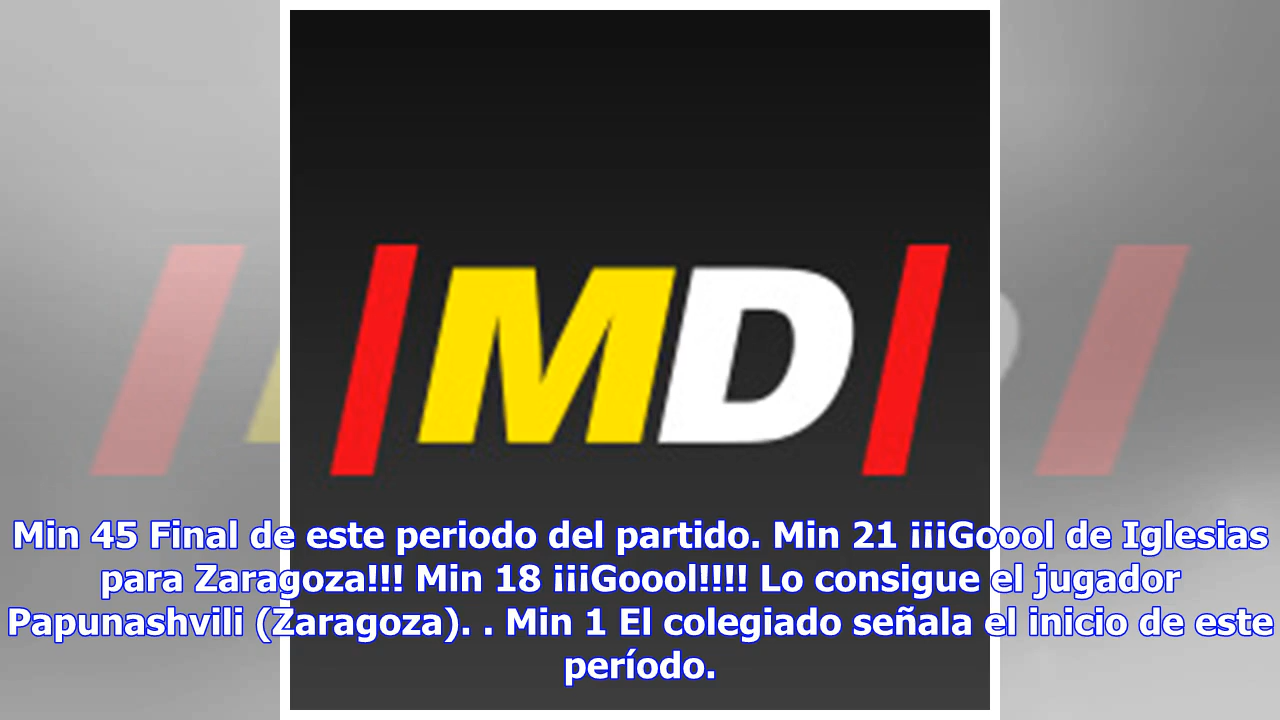 |MD|
Min 45 Final de este periodo del partido. Min 21 ¡¡¡Goool de Iglesias
para Zaragoza!!! Min 18 ¡¡¡Goool!!!! Lo consigue el jugador
Papunashvili (Zaragoza). . Min 1 El colegiado señala el inicio de este
período.